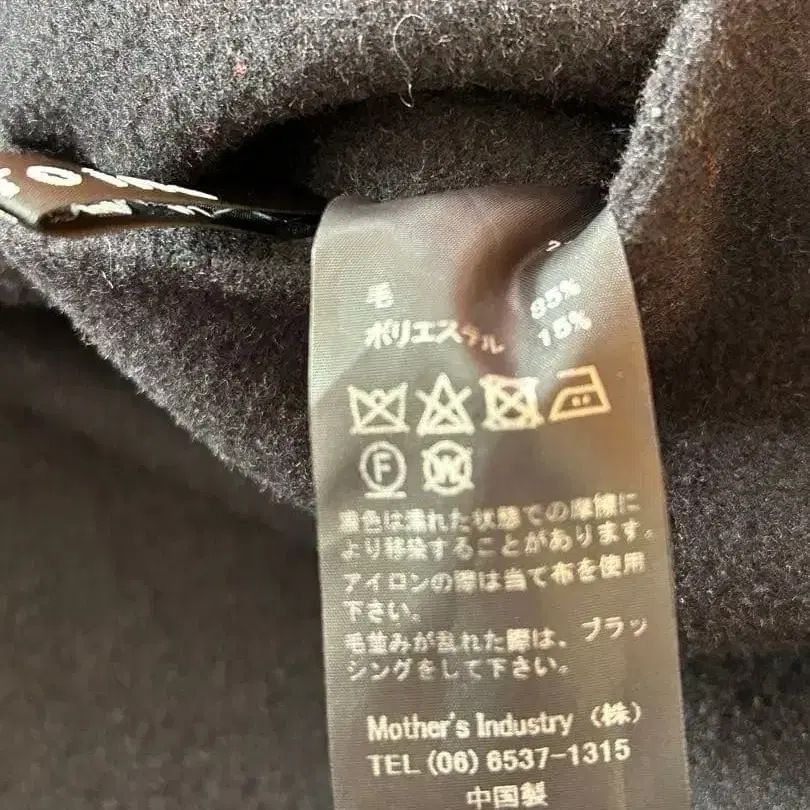 毛 85%
ポリエステル 15%
F W
濃色は濡れた状態での摩擦に
より移染することがあります。
アイロンの際は当て布を使用
下さい。
毛並みが乱れた際は、ブラッ
シングをして下さい。
Mother's Industry (株)
TEL (06) 6537-1315
中国製